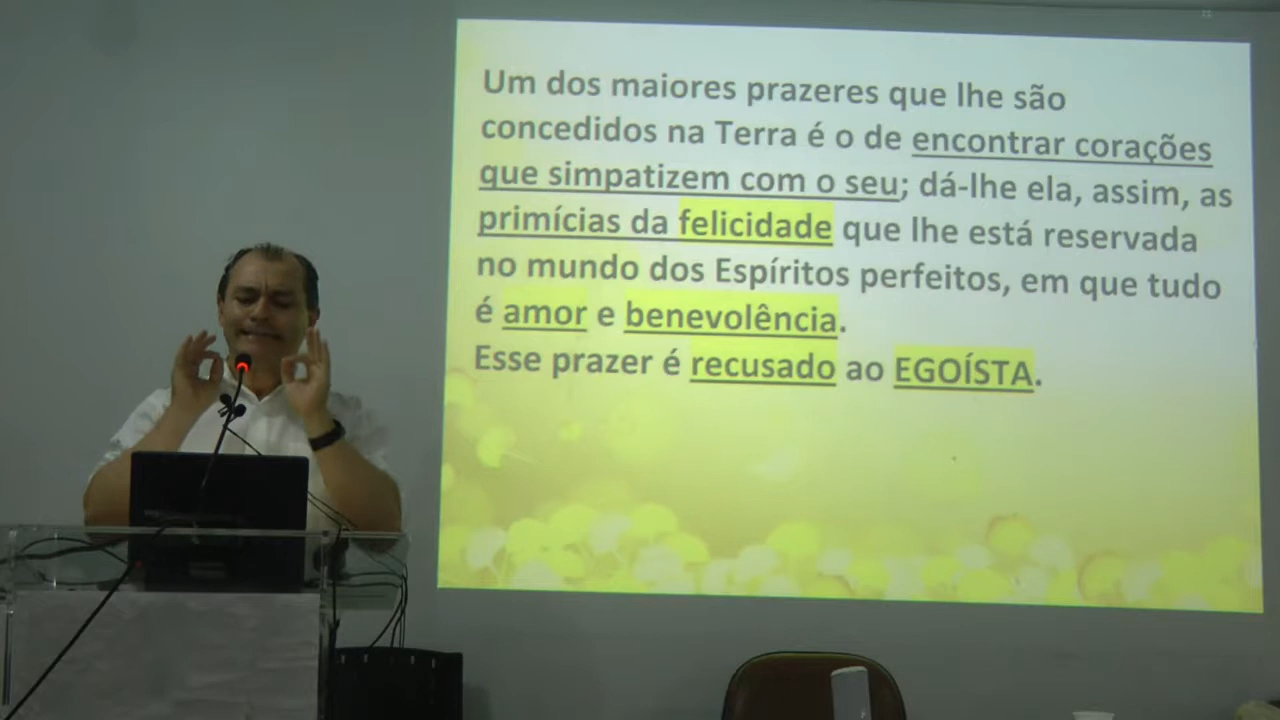 Um dos maiores prazeres que lhe são
concedidos na Terra é o de encontrar corações
que simpatizem com o seu; dá-lhe ela, assim, as
primícias da felicidade que lhe está reservada
no mundo dos Espíritos perfeitos, em que tudo
é amor e benevolência.
Esse prazer é recusado ao EGOÍSTA.